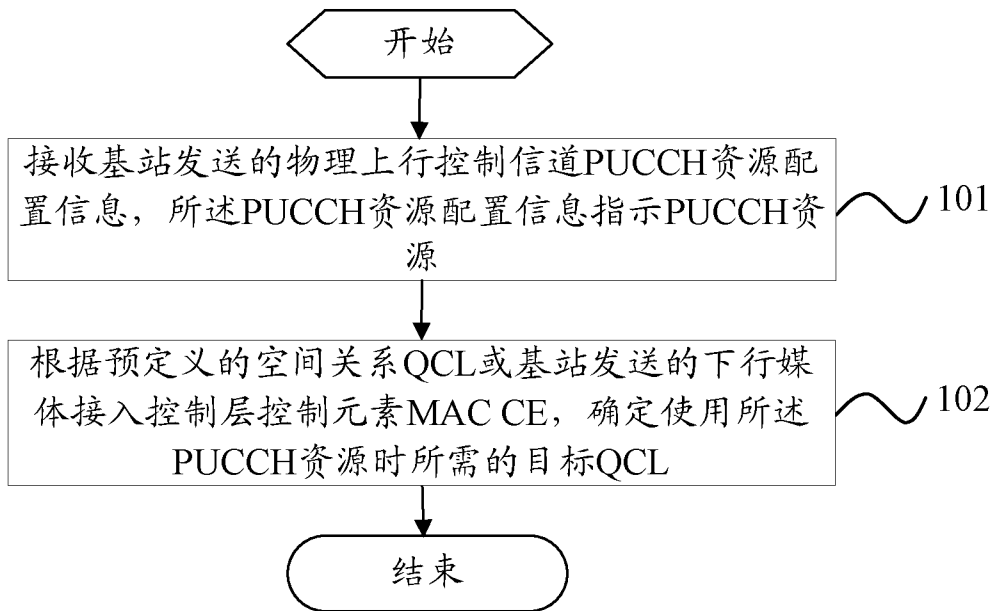 开始
接收基站发送的物理上行控制信道PUCCH资源配
置信息，所述PUCCH资源配置信息指示PUCCH资
源
101
根据预定义的空间关系QCL或基站发送的下行媒
体接入控制层控制元素MAC CE，确定使用所述
PUCCH资源时所需的目标QCL
102
结束